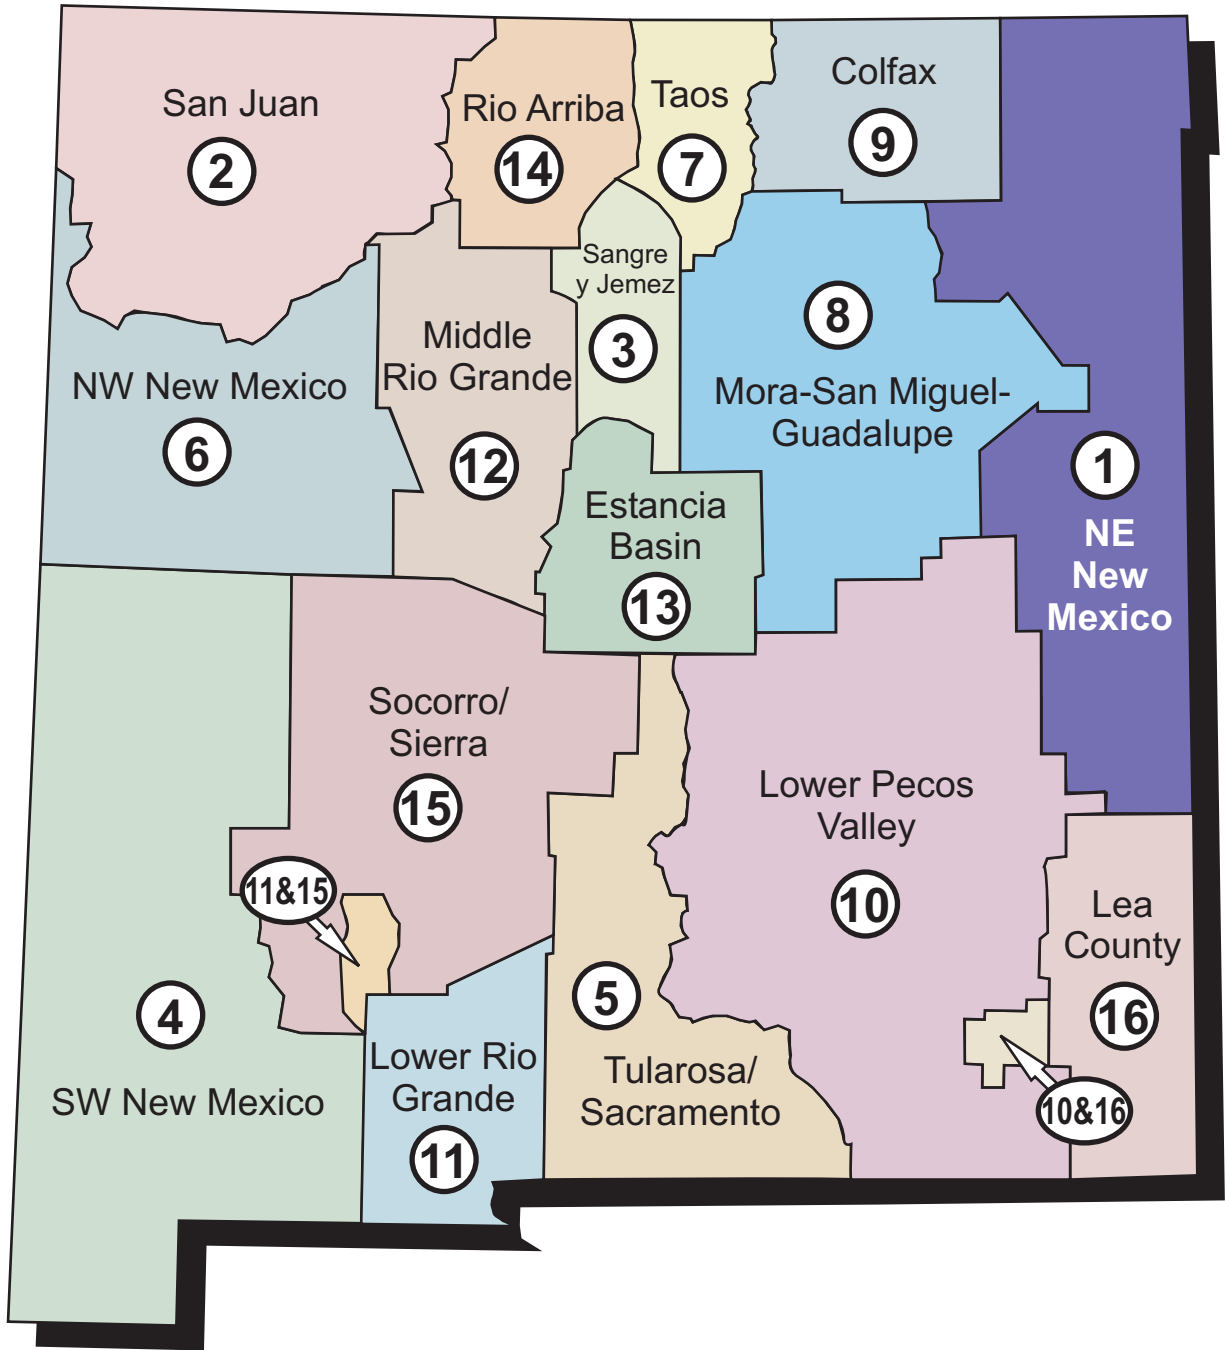 San Juan
2
Rio Arriba
14
Taos
7
Colfax
9
Sangre
y Jemez
3
NW New Mexico
6
Middle
Rio Grande
12
8
Mora-San Miguel-
Guadalupe
1
NE
New
Mexico
Estancia
Basin
13
Socorro/
Sierra
15
11&15
Lower Pecos
Valley
10
Lea
County
16
4
SW New Mexico
Lower Rio
Grande
11
5
Tularosa/
Sacramento
10&16